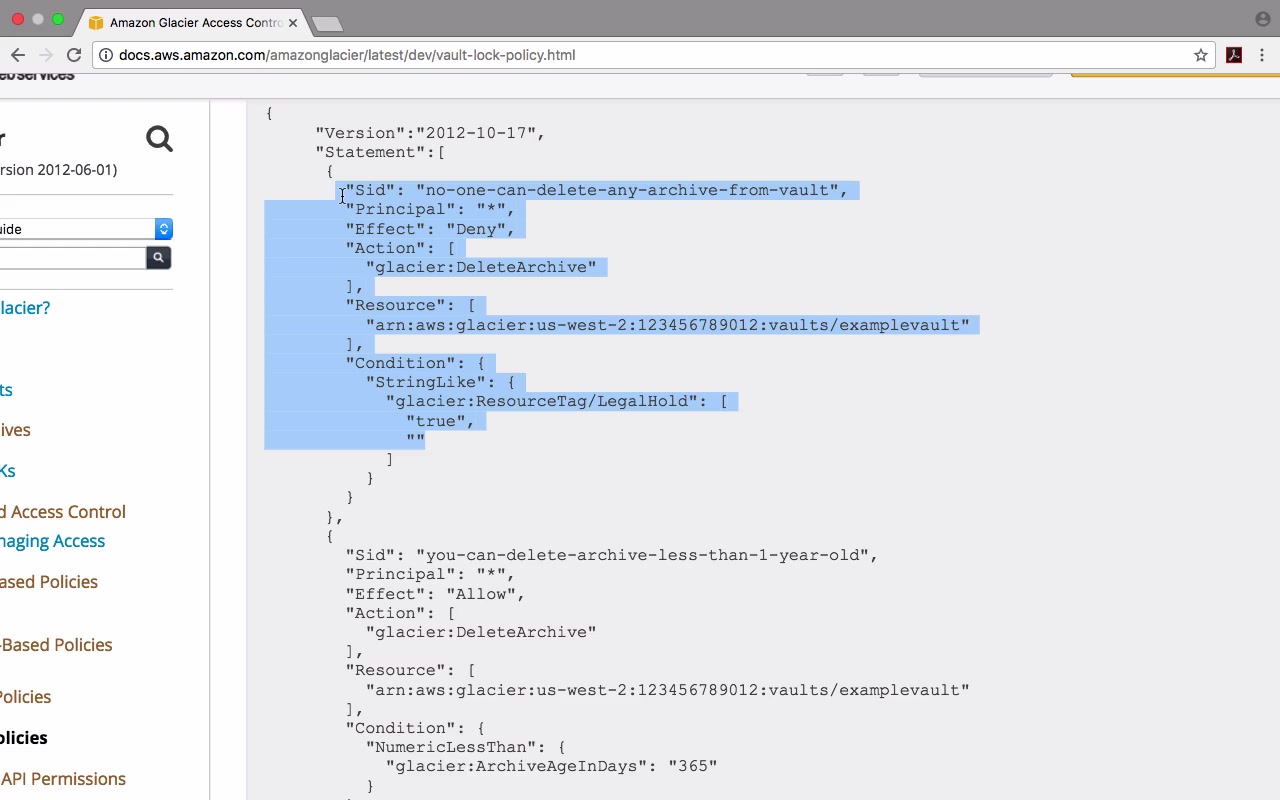 Amazon Glacier Access Contro
docs.aws.amazon.com/amazonglacier/latest/dev/vault-lock-policy.html
rsion 2012-06-01)
uide
lacier?
ts
ives
Ks
d Access Control
naging Access
ased Policies
-Based Policies
Policies
olicies
API Permissions
{
"Version":"2012-10-17",
"Statement":[
{
"Sid": "no-one-can-delete-any-archive-from-vault",
"Principal": "*",
"Effect": "Deny",
"Action": [
"glacier:DeleteArchive"
],
"Resource": [
"arn:aws:glacier:us-west-2:123456789012:vaults/examplevault"
],
"Condition": {
"StringLike": {
"glacier:ResourceTag/LegalHold": [
"true",
""
]
}
}
},
{
"Sid": "you-can-delete-archive-less-than-1-year-old",
"Principal": "*",
"Effect": "Allow",
"Action": [
"glacier:DeleteArchive"
],
"Resource": [
"arn:aws:glacier:us-west-2:123456789012:vaults/examplevault"
],
"Condition": {
"NumericLessThan": {
"glacier:ArchiveAgeInDays": "365"
}